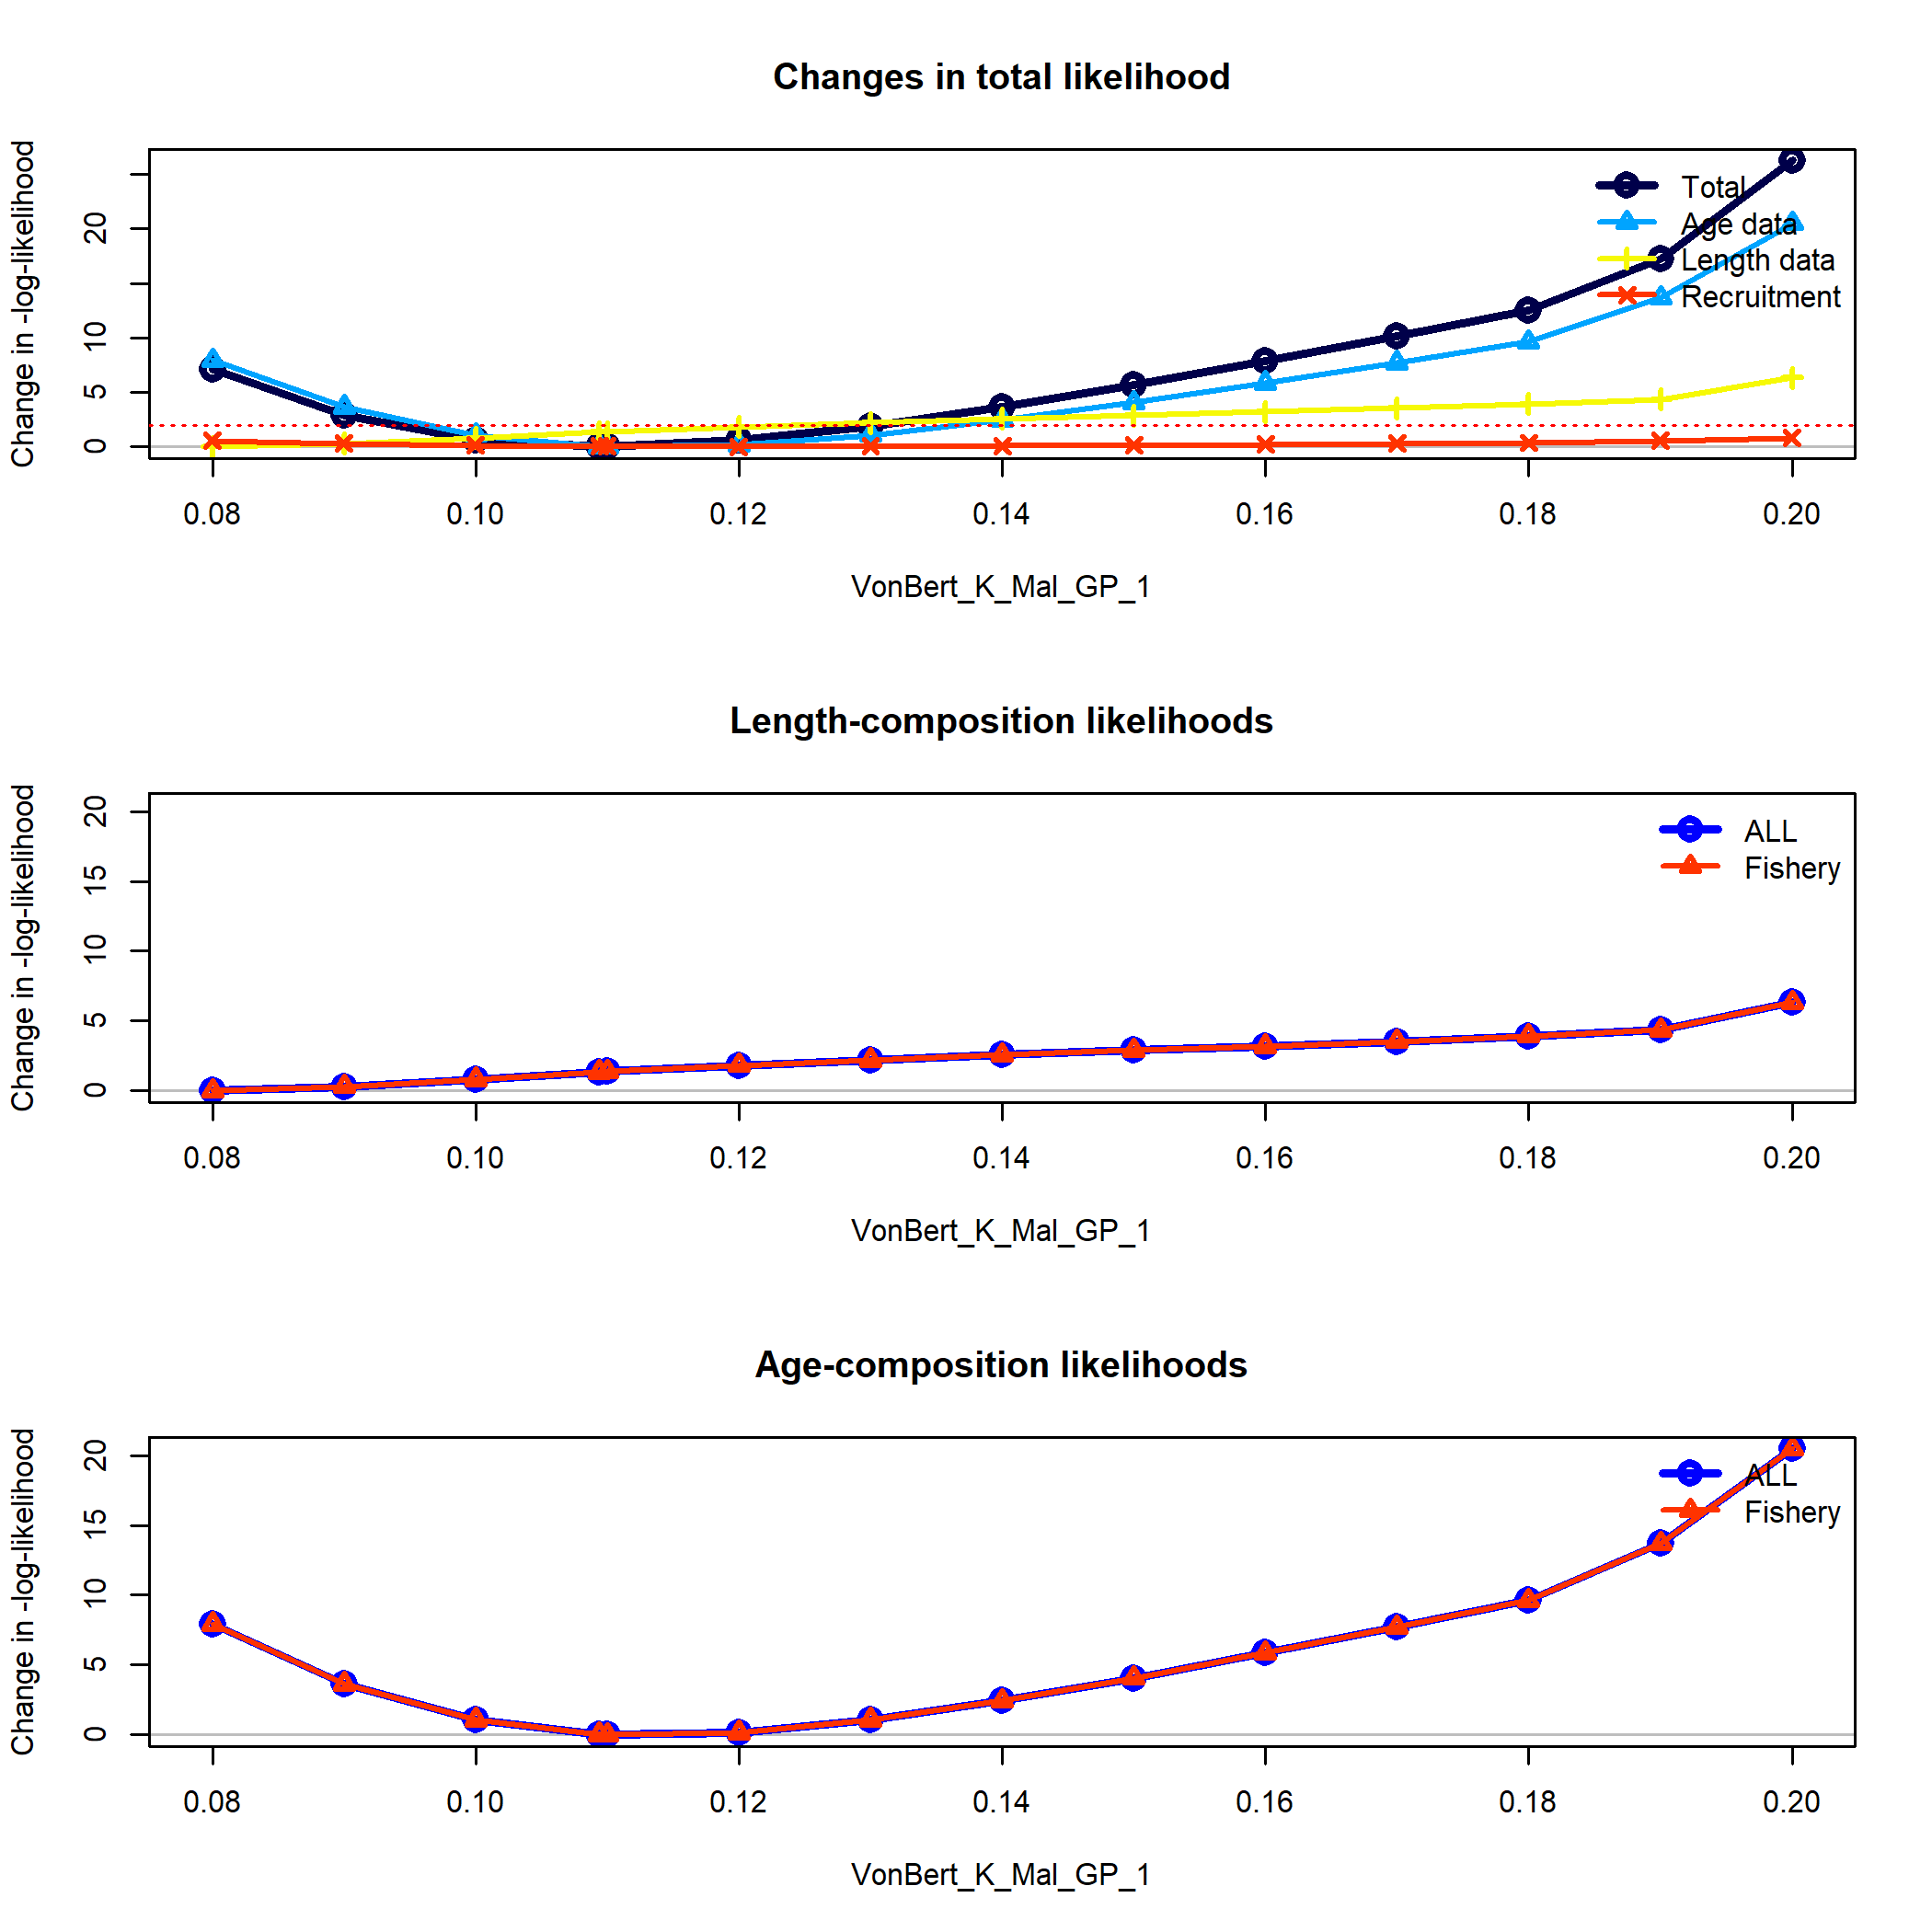 Changes in total likelihood
Change in -log-likelihood
20
10
5
0
Total
Age data
Length data
Recruitment
0.08 0.10 0.12 0.14 0.16 0.18 0.20
VonBert_K_Mal_GP_1
Length-composition likelihoods
Change in -log-likelihood
20
15
10
5
0
ALL
Fishery
0.08 0.10 0.12 0.14 0.16 0.18 0.20
VonBert_K_Mal_GP_1
Age-composition likelihoods
Change in -log-likelihood
20
15
10
5
0
ALL
Fishery
0.08 0.10 0.12 0.14 0.16 0.18 0.20
VonBert_K_Mal_GP_1